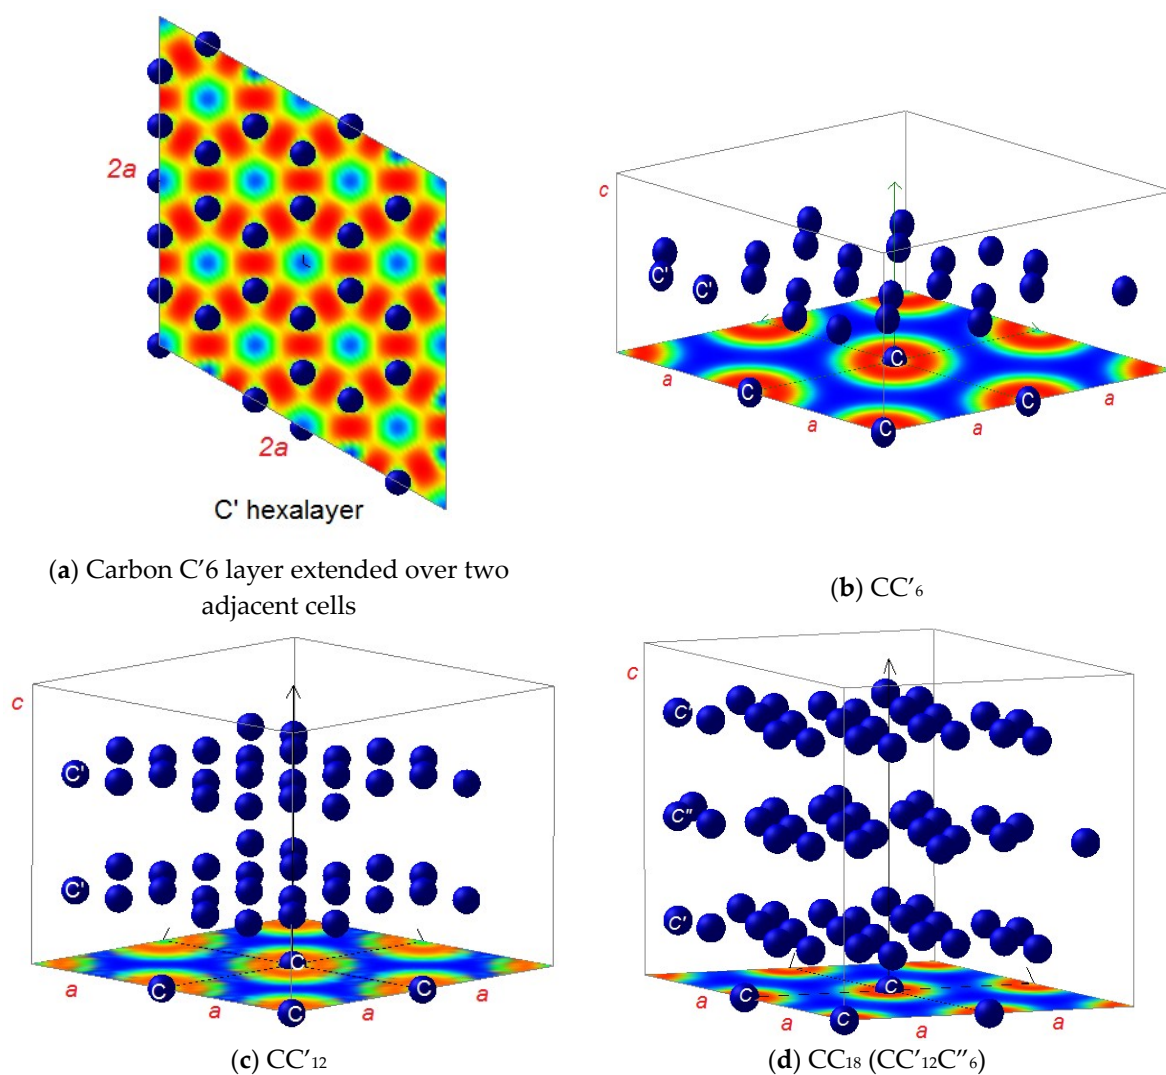 2a
2a
C' hexalayer
(a) Carbon C′6 layer extended over two
adjacent cells
c
C'
C'
C
C
C
C
a
a
a
a
(b) CC′₆
c
C'
C'
C
C
C
C
a
a
a
a
(c) CC′₁₂
c
C'
C"
C'
C
C
C
a
a
a
a
(d) CC₁₈ (CC′₁₂C″₆)